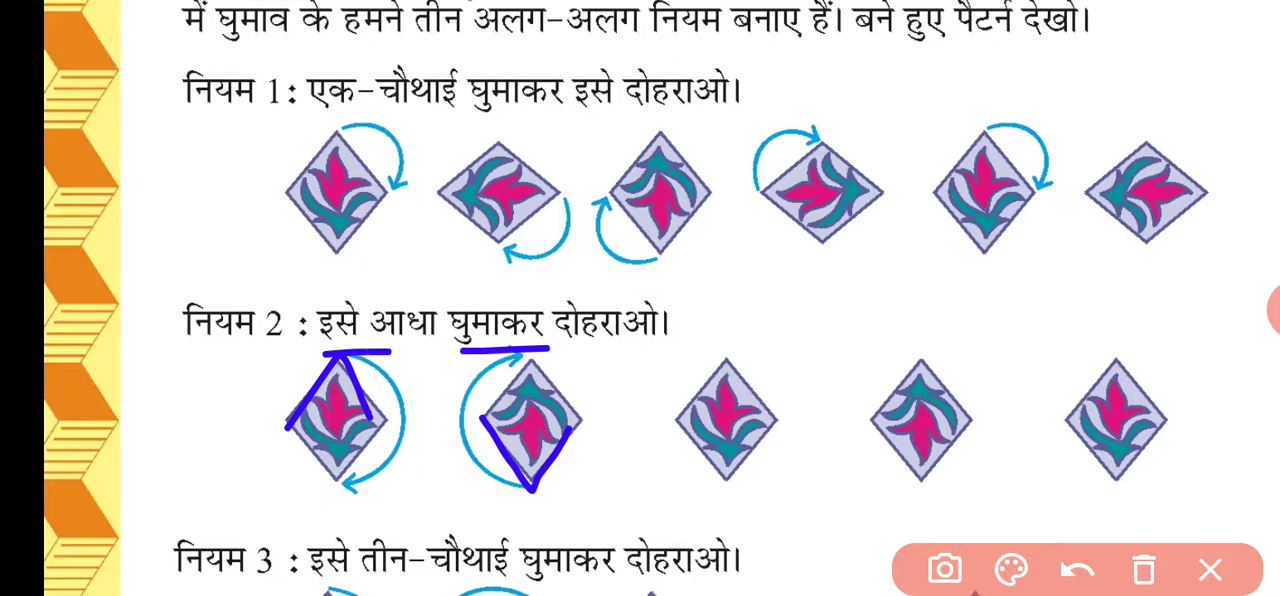 में घुमाव के हमने तीन अलग-अलग नियम बनाए हैं। बने हुए पैटर्न देखो।
नियम 1: एक-चौथाई घुमाकर इसे दोहराओ।
नियम 2 : इसे आधा घुमाकर दोहराओ।
नियम 3 : इसे तीन-चौथाई घुमाकर दोहराओ।